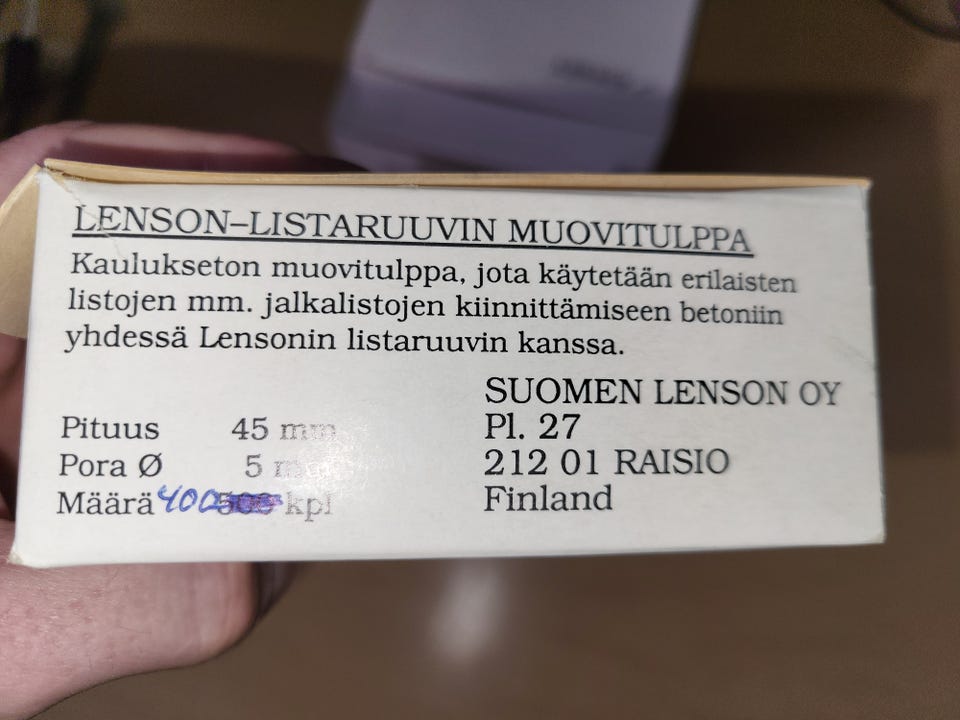 LENSON–LISTARUUVIN MUOVITULPPA
Kaulukseton muovitulppa, jota käytetään erilaisten
listojen mm. jalkalistojen kiinnittämiseen betoniin
yhdessä Lensonin listaruuvin kanssa.
Pituus 45 mm
Pora Ø 5 mm
Määrä 400 500 kpl
SUOMEN LENSON OY
Pl. 27
212 01 RAISIO
Finland